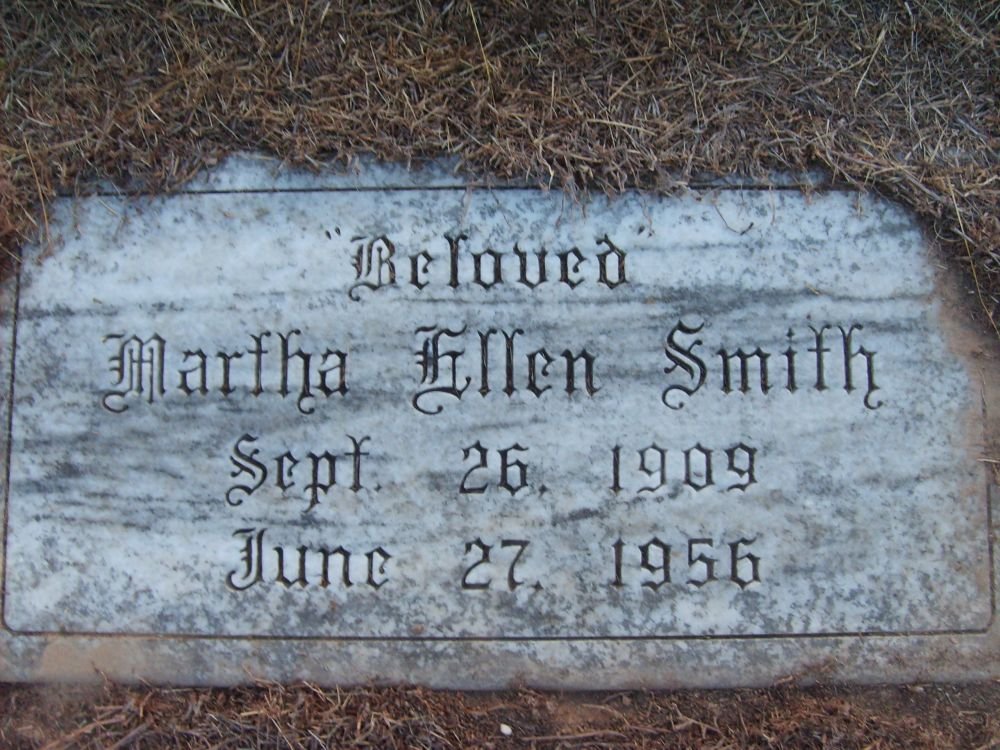 "Beloved"
Martha Ellen Smith
Sept. 26, 1909
June 27, 1956